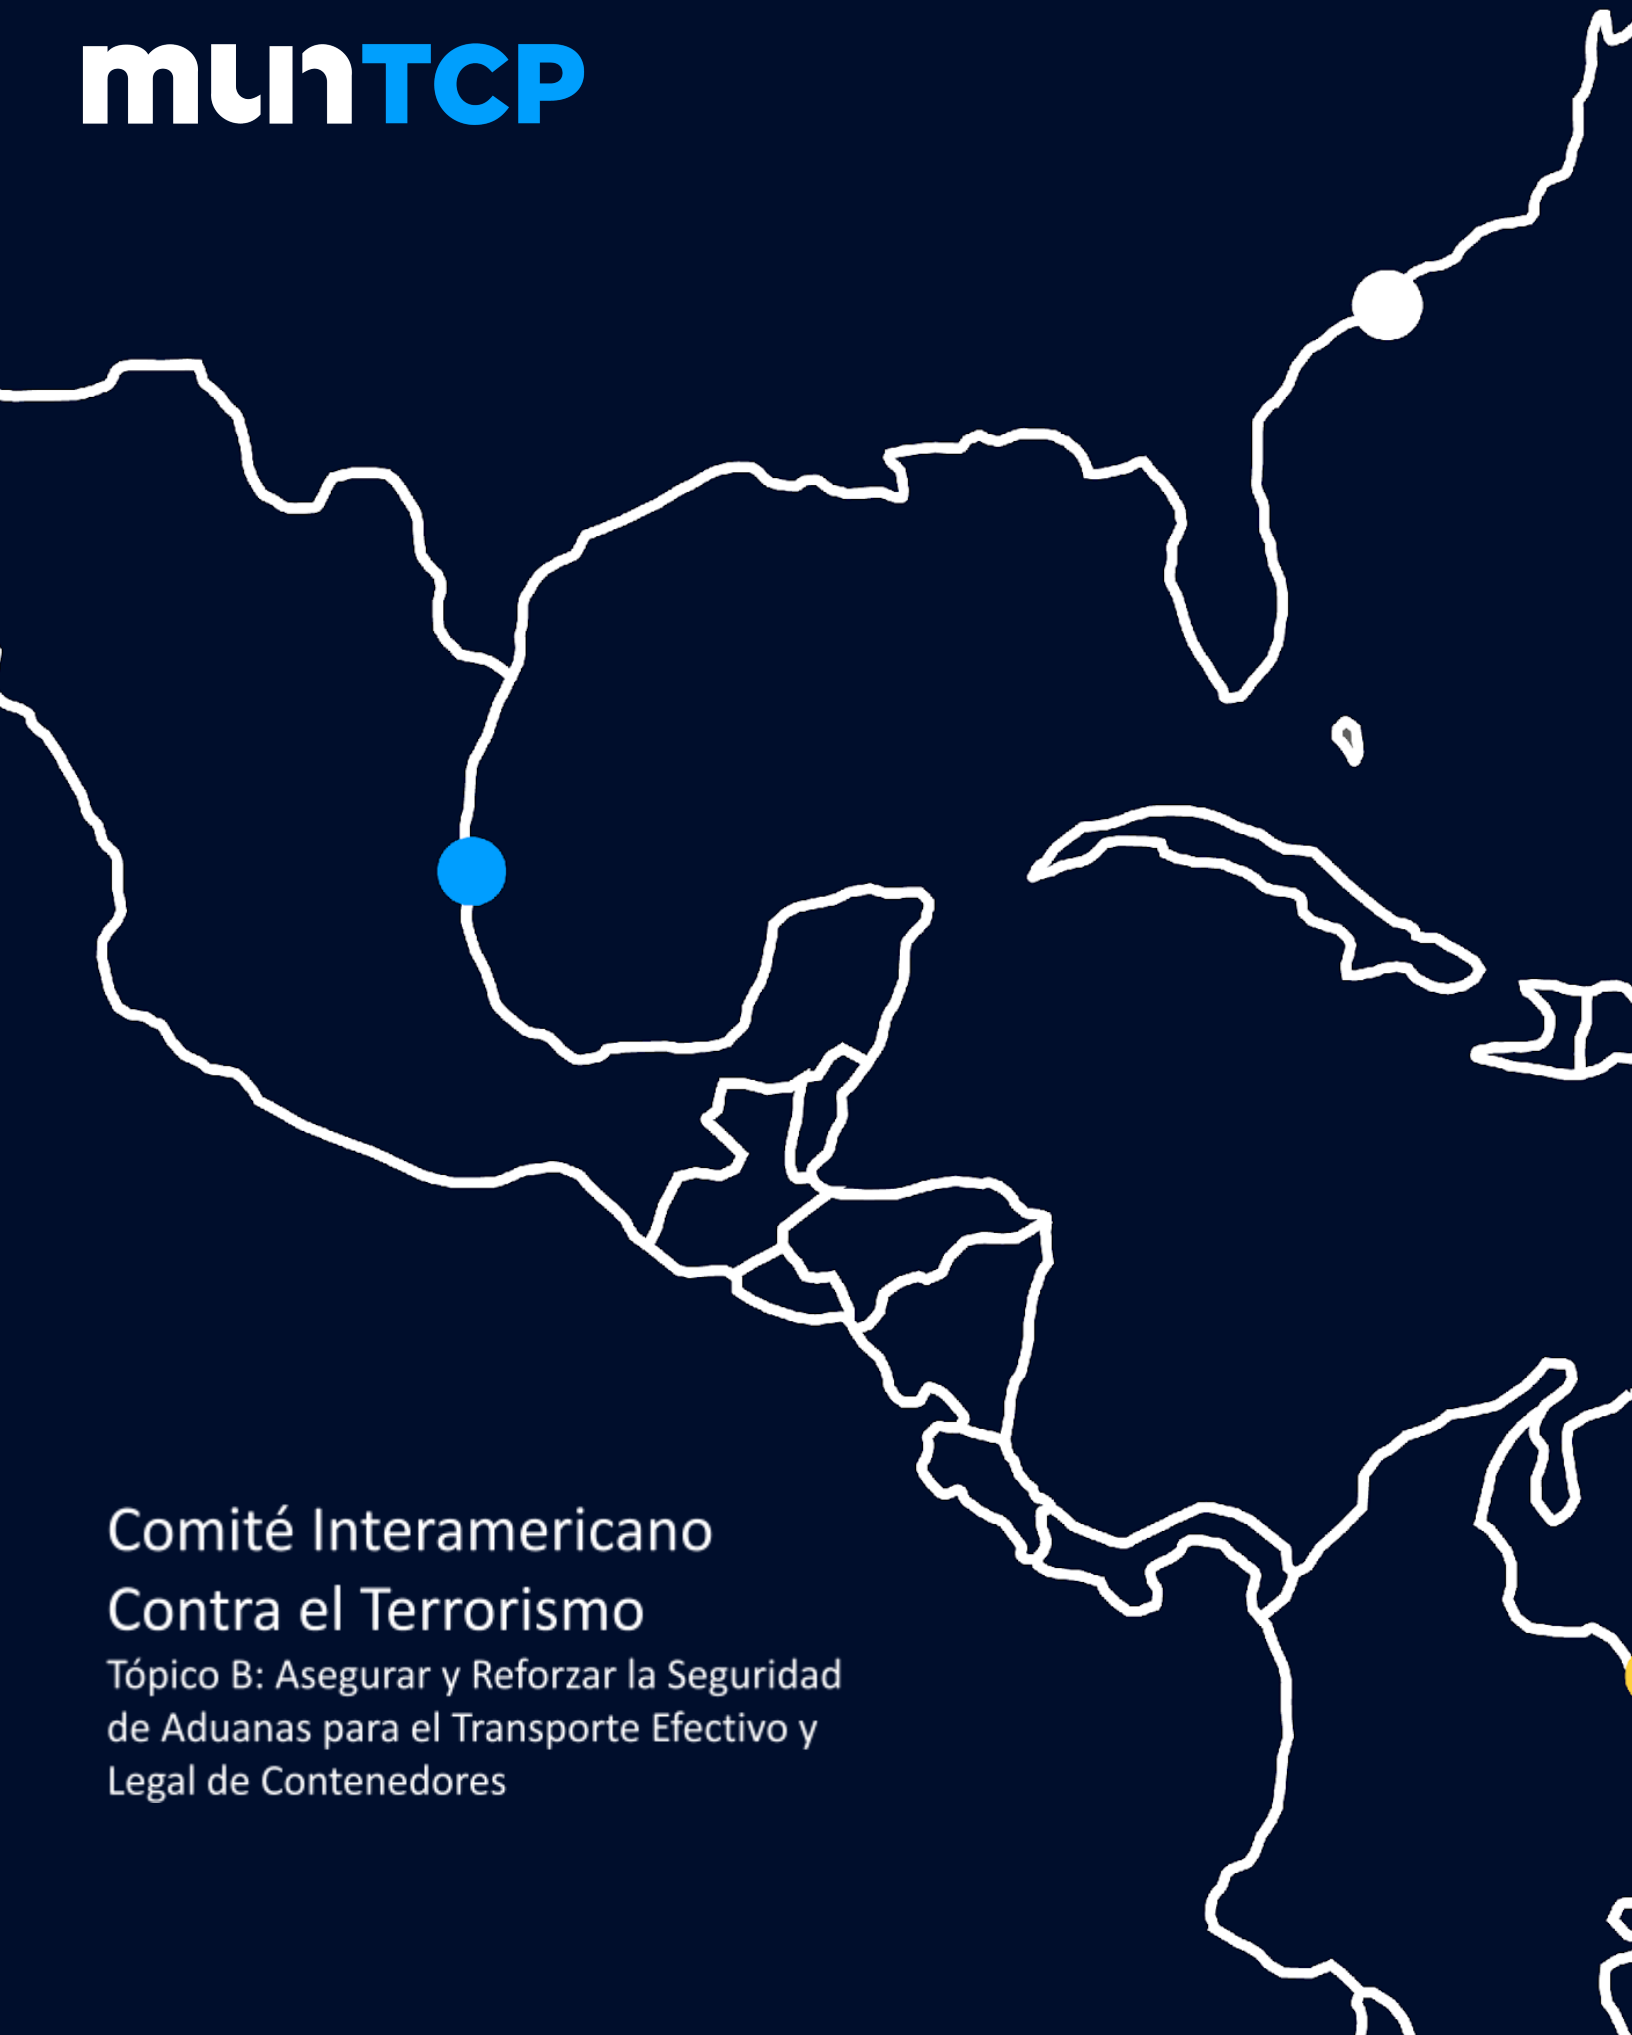 munTCP
Comité Interamericano
Contra el Terrorismo
Tópico B: Asegurar y Reforzar la Seguridad
de Aduanas para el Transporte Efectivo y
Legal de Contenedores